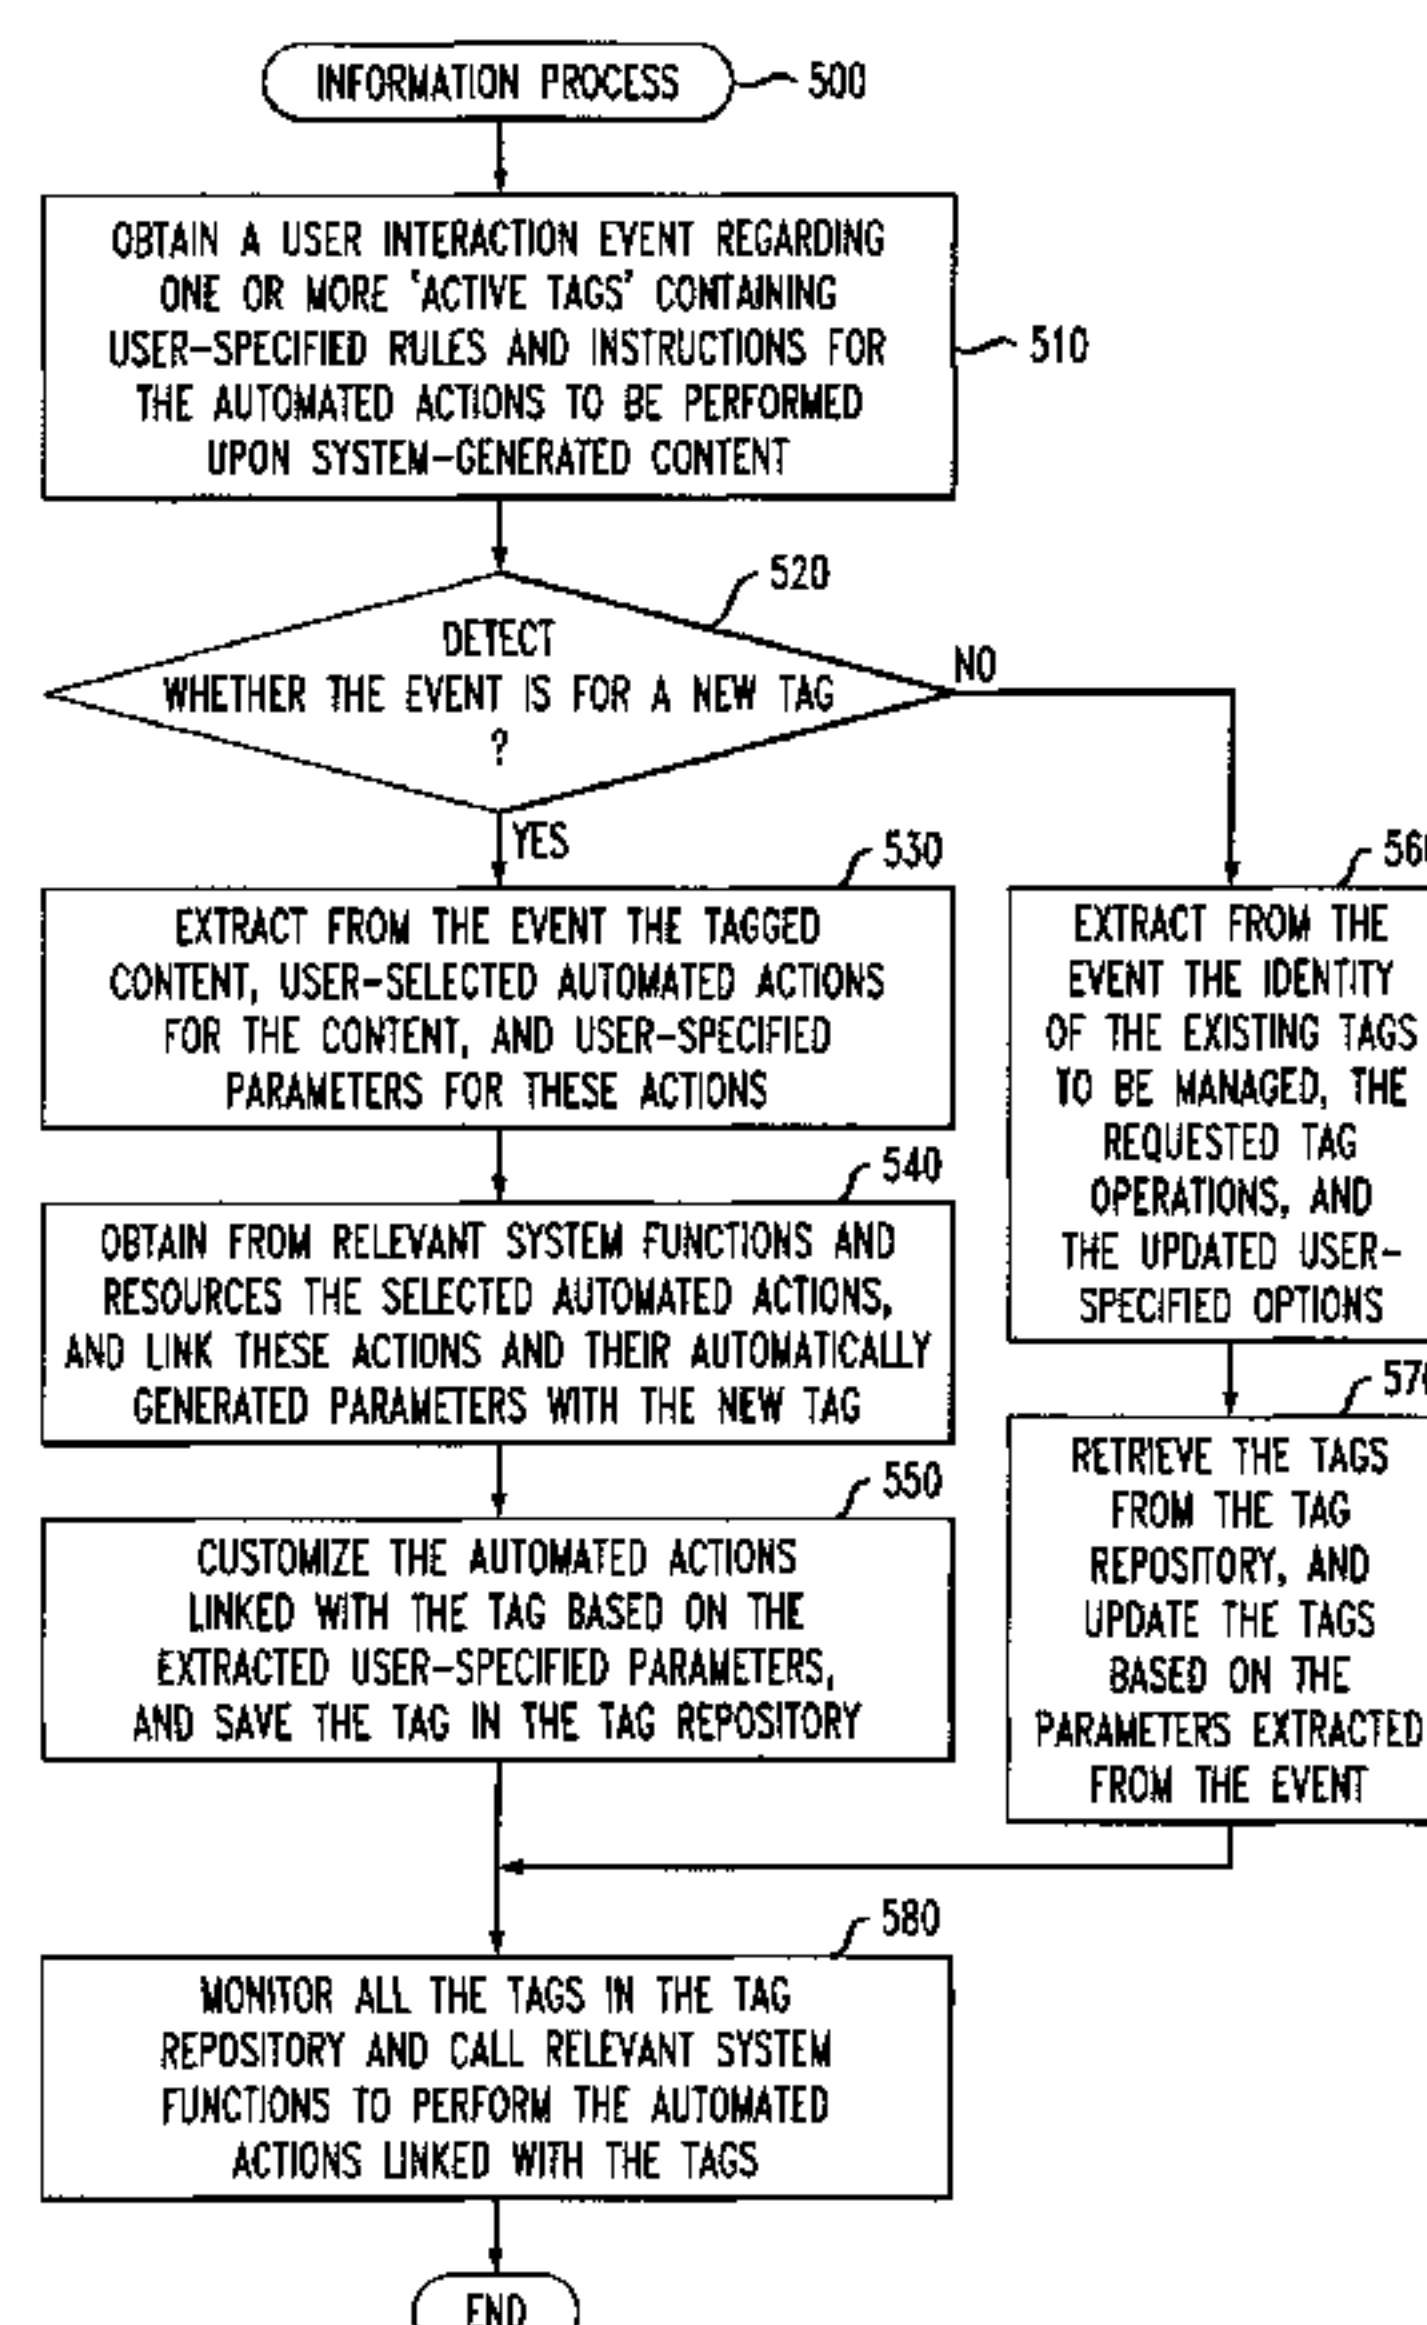 INFORMATION PROCESS
500
OBTAIN A USER INTERACTION EVENT REGARDING
ONE OR MORE 'ACTIVE TAGS' CONTAINING
USER-SPECIFIED RULES AND INSTRUCTIONS FOR
THE AUTOMATED ACTIONS TO BE PERFORMED
UPON SYSTEM-GENERATED CONTENT
510
520
DETECT
WHETHER THE EVENT IS FOR A NEW TAG
?
NO
YES
530
EXTRACT FROM THE EVENT THE TAGGED
CONTENT, USER-SELECTED AUTOMATED ACTIONS
FOR THE CONTENT, AND USER-SPECIFIED
PARAMETERS FOR THESE ACTIONS
540
OBTAIN FROM RELEVANT SYSTEM FUNCTIONS AND
RESOURCES THE SELECTED AUTOMATED ACTIONS,
AND LINK THESE ACTIONS AND THEIR AUTOMATICALLY
GENERATED PARAMETERS WITH THE NEW TAG
550
CUSTOMIZE THE AUTOMATED ACTIONS
LINKED WITH THE TAG BASED ON THE
EXTRACTED USER-SPECIFIED PARAMETERS,
AND SAVE THE TAG IN THE TAG REPOSITORY
560
EXTRACT FROM THE
EVENT THE IDENTITY
OF THE EXISTING TAGS
TO BE MANAGED, THE
REQUESTED TAG
OPERATIONS, AND
THE UPDATED USER-
SPECIFIED OPTIONS
570
RETRIEVE THE TAGS
FROM THE TAG
REPOSITORY, AND
UPDATE THE TAGS
BASED ON THE
PARAMETERS EXTRACTED
FROM THE EVENT
580
MONITOR ALL THE TAGS IN THE TAG
REPOSITORY AND CALL RELEVANT SYSTEM
FUNCTIONS TO PERFORM THE AUTOMATED
ACTIONS LINKED WITH THE TAGS
END